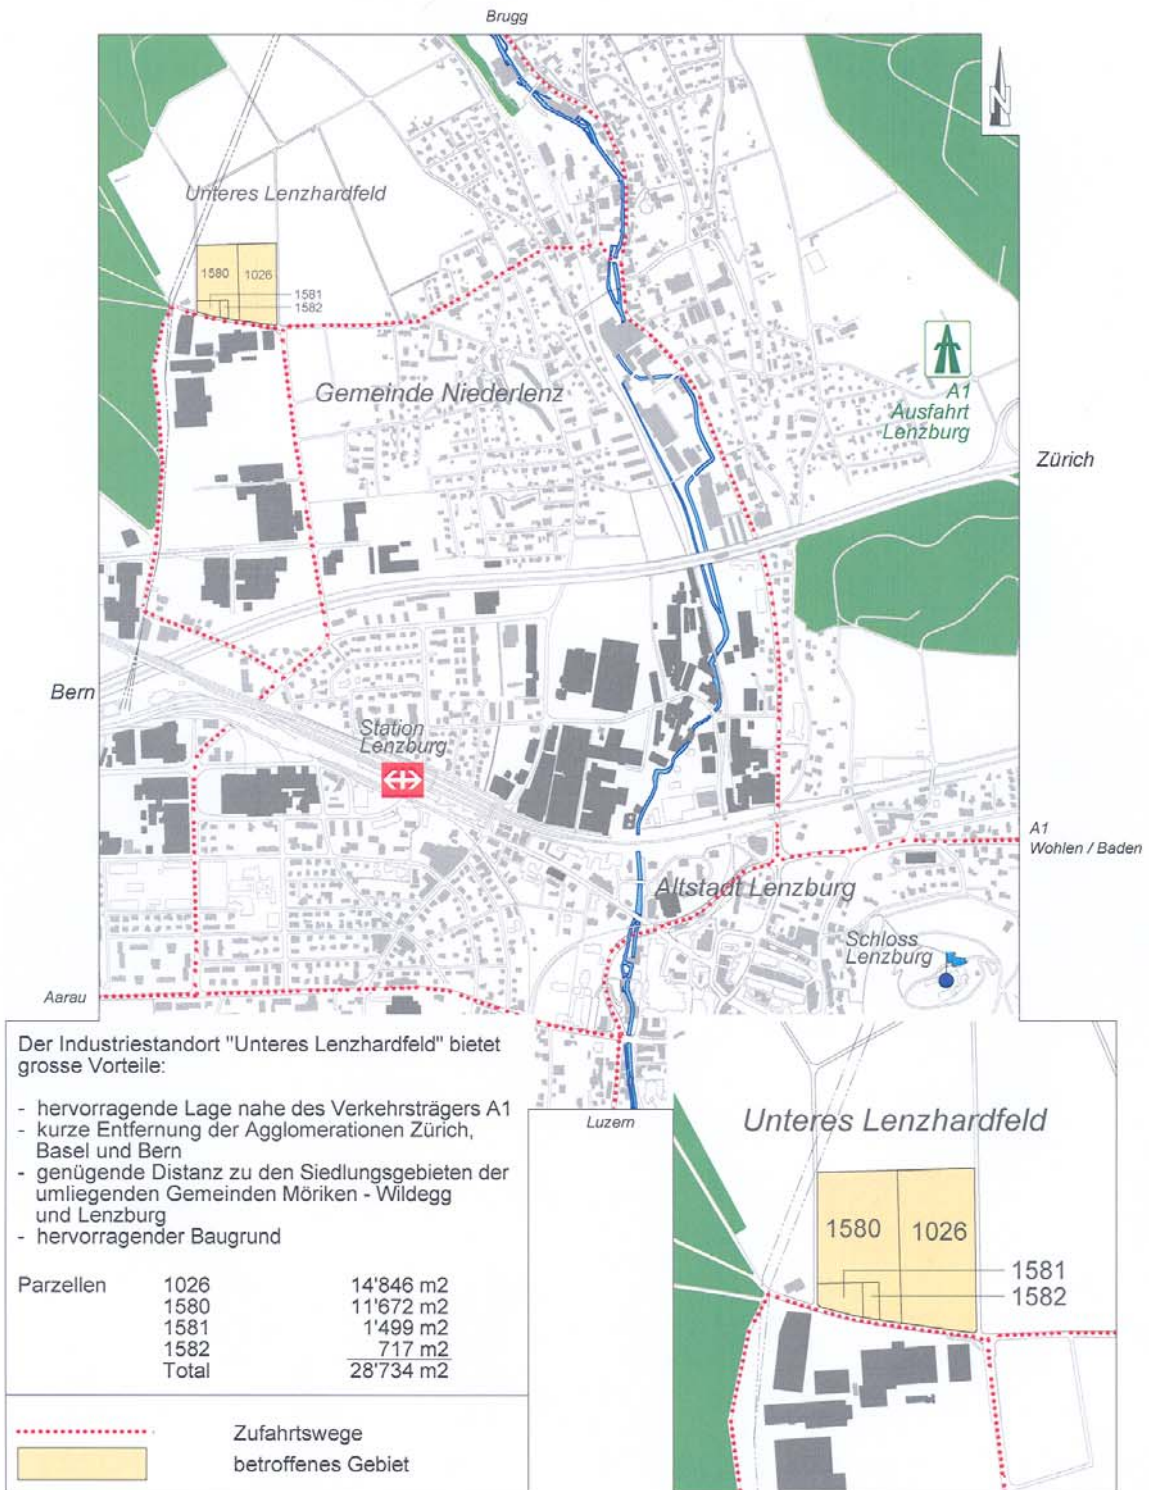 Brugg
N
Unteres Lenzhardfeld
1580
1026
1581
1582
Gemeinde Niederlenz
A1
Ausfahrt
Lenzburg
Zürich
Bern
Station
Lenzburg
A1
Wohlen / Baden
Altstadt Lenzburg
Schloss
Lenzburg
Aarau
Luzern
Der Industriestandort "Unteres Lenzhardfeld" bietet
grosse Vorteile:
- hervorragende Lage nahe des Verkehrsträgers A1
- kurze Entfernung der Agglomerationen Zürich,
Basel und Bern
- genügende Distanz zu den Siedlungsgebieten der
umliegenden Gemeinden Möriken - Wildegg
und Lenzburg
- hervorragender Baugrund
Parzellen 1026 14'846 m2
1580 11'672 m2
1581 1'499 m2
1582 717 m2
Total 28'734 m2
Zufahrtswege
betroffenes Gebiet
Unteres Lenzhardfeld
1580
1026
1581
1582